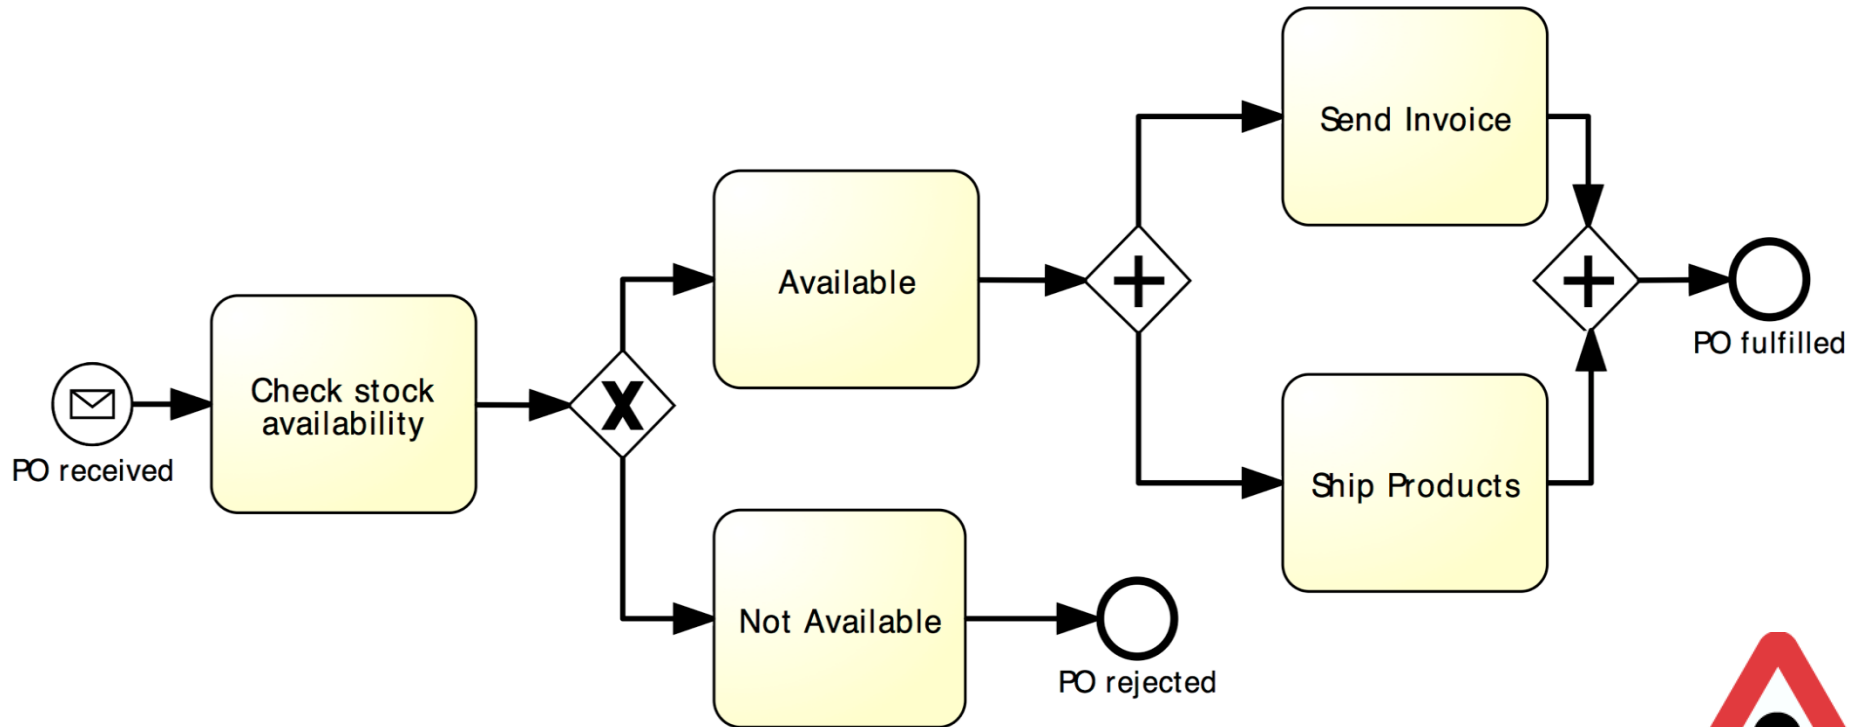 Send Invoice
Available
PO fulfilled
Check stock
availability
PO received
Ship Products
Not Available
PO rejected